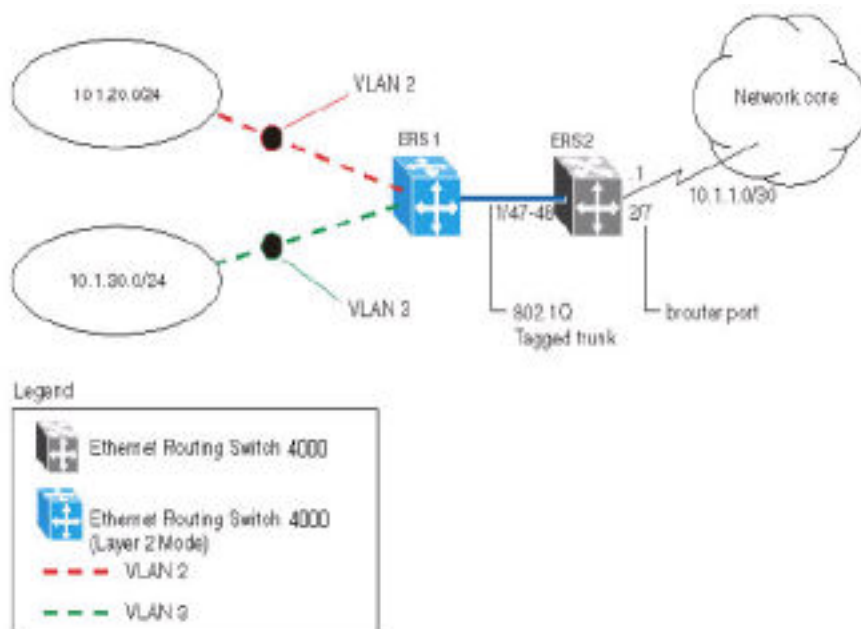 10.1.20.0/24
VLAN 2
Network core
ERS1
ERS2
.1
10.1.1.0/30
1/47-48
2/7
10.1.30.0/24
VLAN 3
802.1Q
Tagged trunk
brouter port
Legend
Ethernet Routing Switch 4000
Ethernet Routing Switch 4000
(Layer 2 Mode)
VLAN 2
VLAN 3